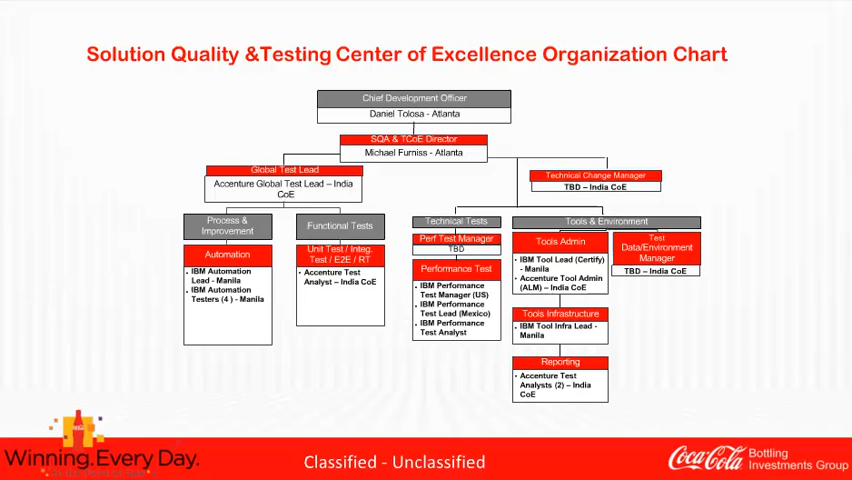 Solution Quality &Testing Center of Excellence Organization Chart
Chief Development Officer
Daniel Tolosa - Atlanta
SQA & TCoE Director
Michael Furniss - Atlanta
Global Test Lead
Accenture Global Test Lead – India
CoE
Technical Change Manager
TBD – India CoE
Process &
Improvement
Functional Tests
Technical Tests
Tools & Environment
Automation
• IBM Automation
Lead - Manila
• IBM Automation
Testers (4 ) - Manila
Unit Test / Integ.
Test / E2E / RT
• Accenture Test
Analyst – India CoE
Perf Test Manager
TBD
Performance Test
• IBM Performance
Test Manager (US)
• IBM Performance
Test Lead (Mexico)
• IBM Performance
Test Analyst
Tools Admin
• IBM Tool Lead (Certify)
- Manila
• Accenture Tool Admin
(ALM) – India CoE
Test
Data/Environment
Manager
TBD – India CoE
Tools Infrastructure
• IBM Tool Infra Lead -
Manila
Reporting
• Accenture Test
Analysts (2) – India
CoE
Winning.Every Day.
Classified - Unclassified
Coca-Cola
Bottling
Investments Group